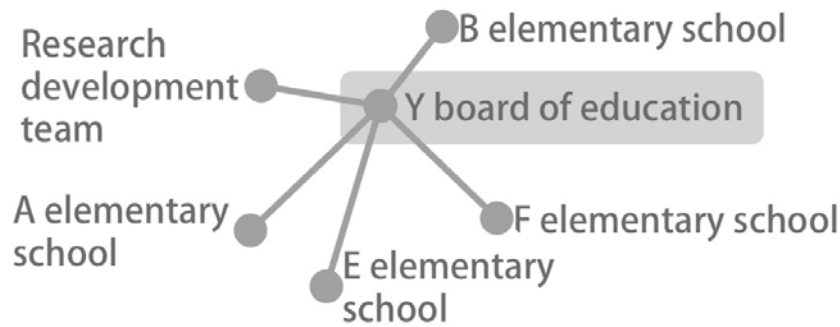 B elementary school
Research
development
team
Y board of education
A elementary
school
F elementary school
E elementary
school